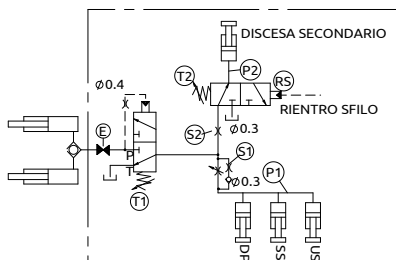 DISCESA SECONDARIO
T2
P2
RS
Ø0.4
RIENTRO SFILO
S2
Ø0.3
E
P
T
S1
Ø0.3
P1
T1
SS
US